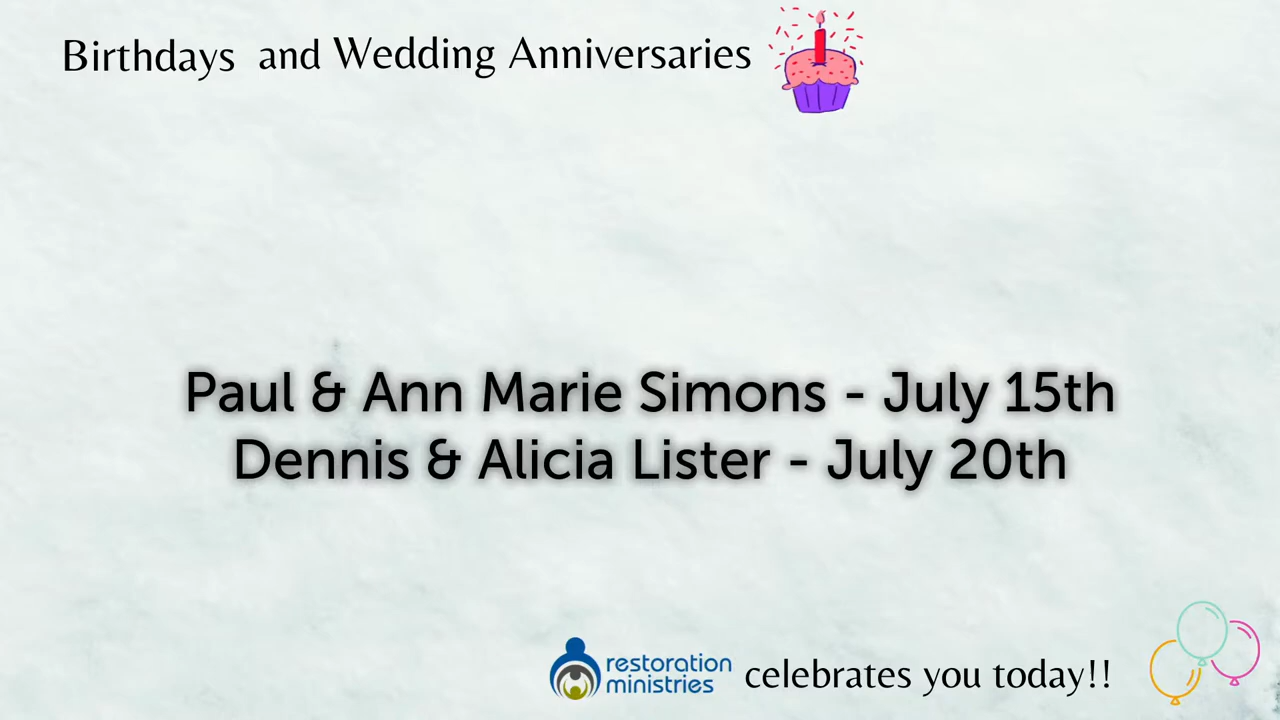 Birthdays and Wedding Anniversaries
Paul & Ann Marie Simons - July 15th
Dennis & Alicia Lister - July 20th
restoration
ministries
celebrates you today!!